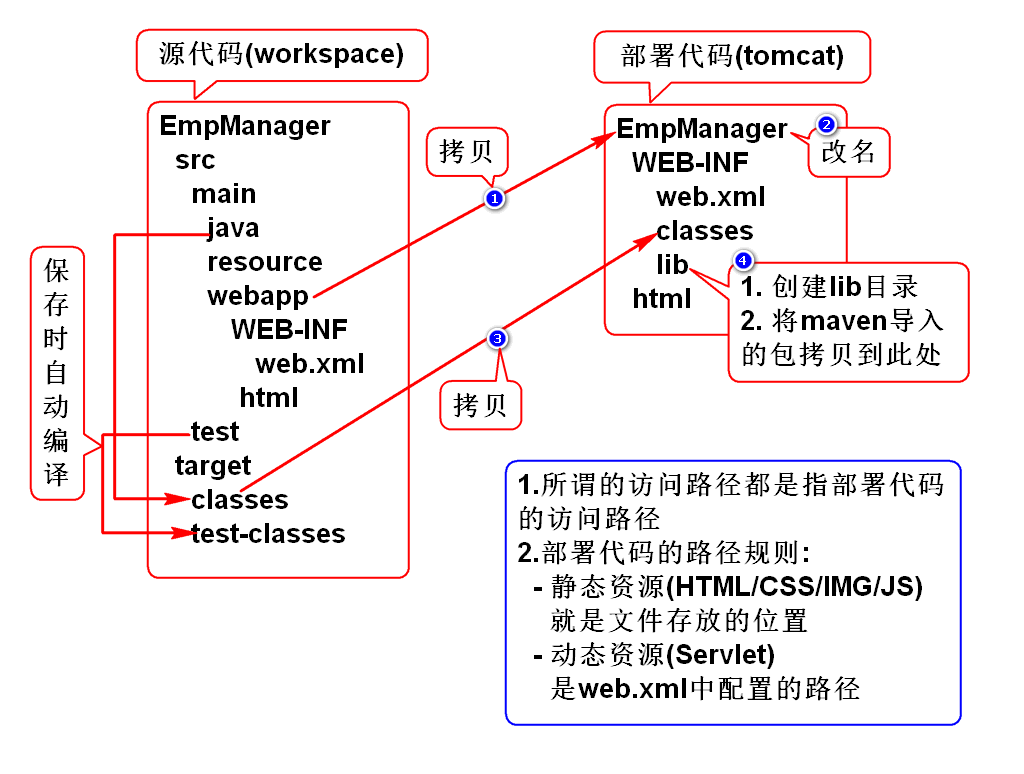 源代码(workspace)
EmpManager
src
main
java
resource
webapp
WEB-INF
web.xml
html
test
target
classes
test-classes
保
存
时
自
动
编
译
拷贝
1
3
拷贝
部署代码(tomcat)
EmpManager
WEB-INF
web.xml
classes
lib
html
2
改名
4
1. 创建lib目录
2. 将maven导入
的包拷贝到此处
1.所谓的访问路径都是指部署代码
的访问路径
2.部署代码的路径规则:
- 静态资源(HTML/CSS/IMG/JS)
就是文件存放的位置
- 动态资源(Servlet)
是web.xml中配置的路径